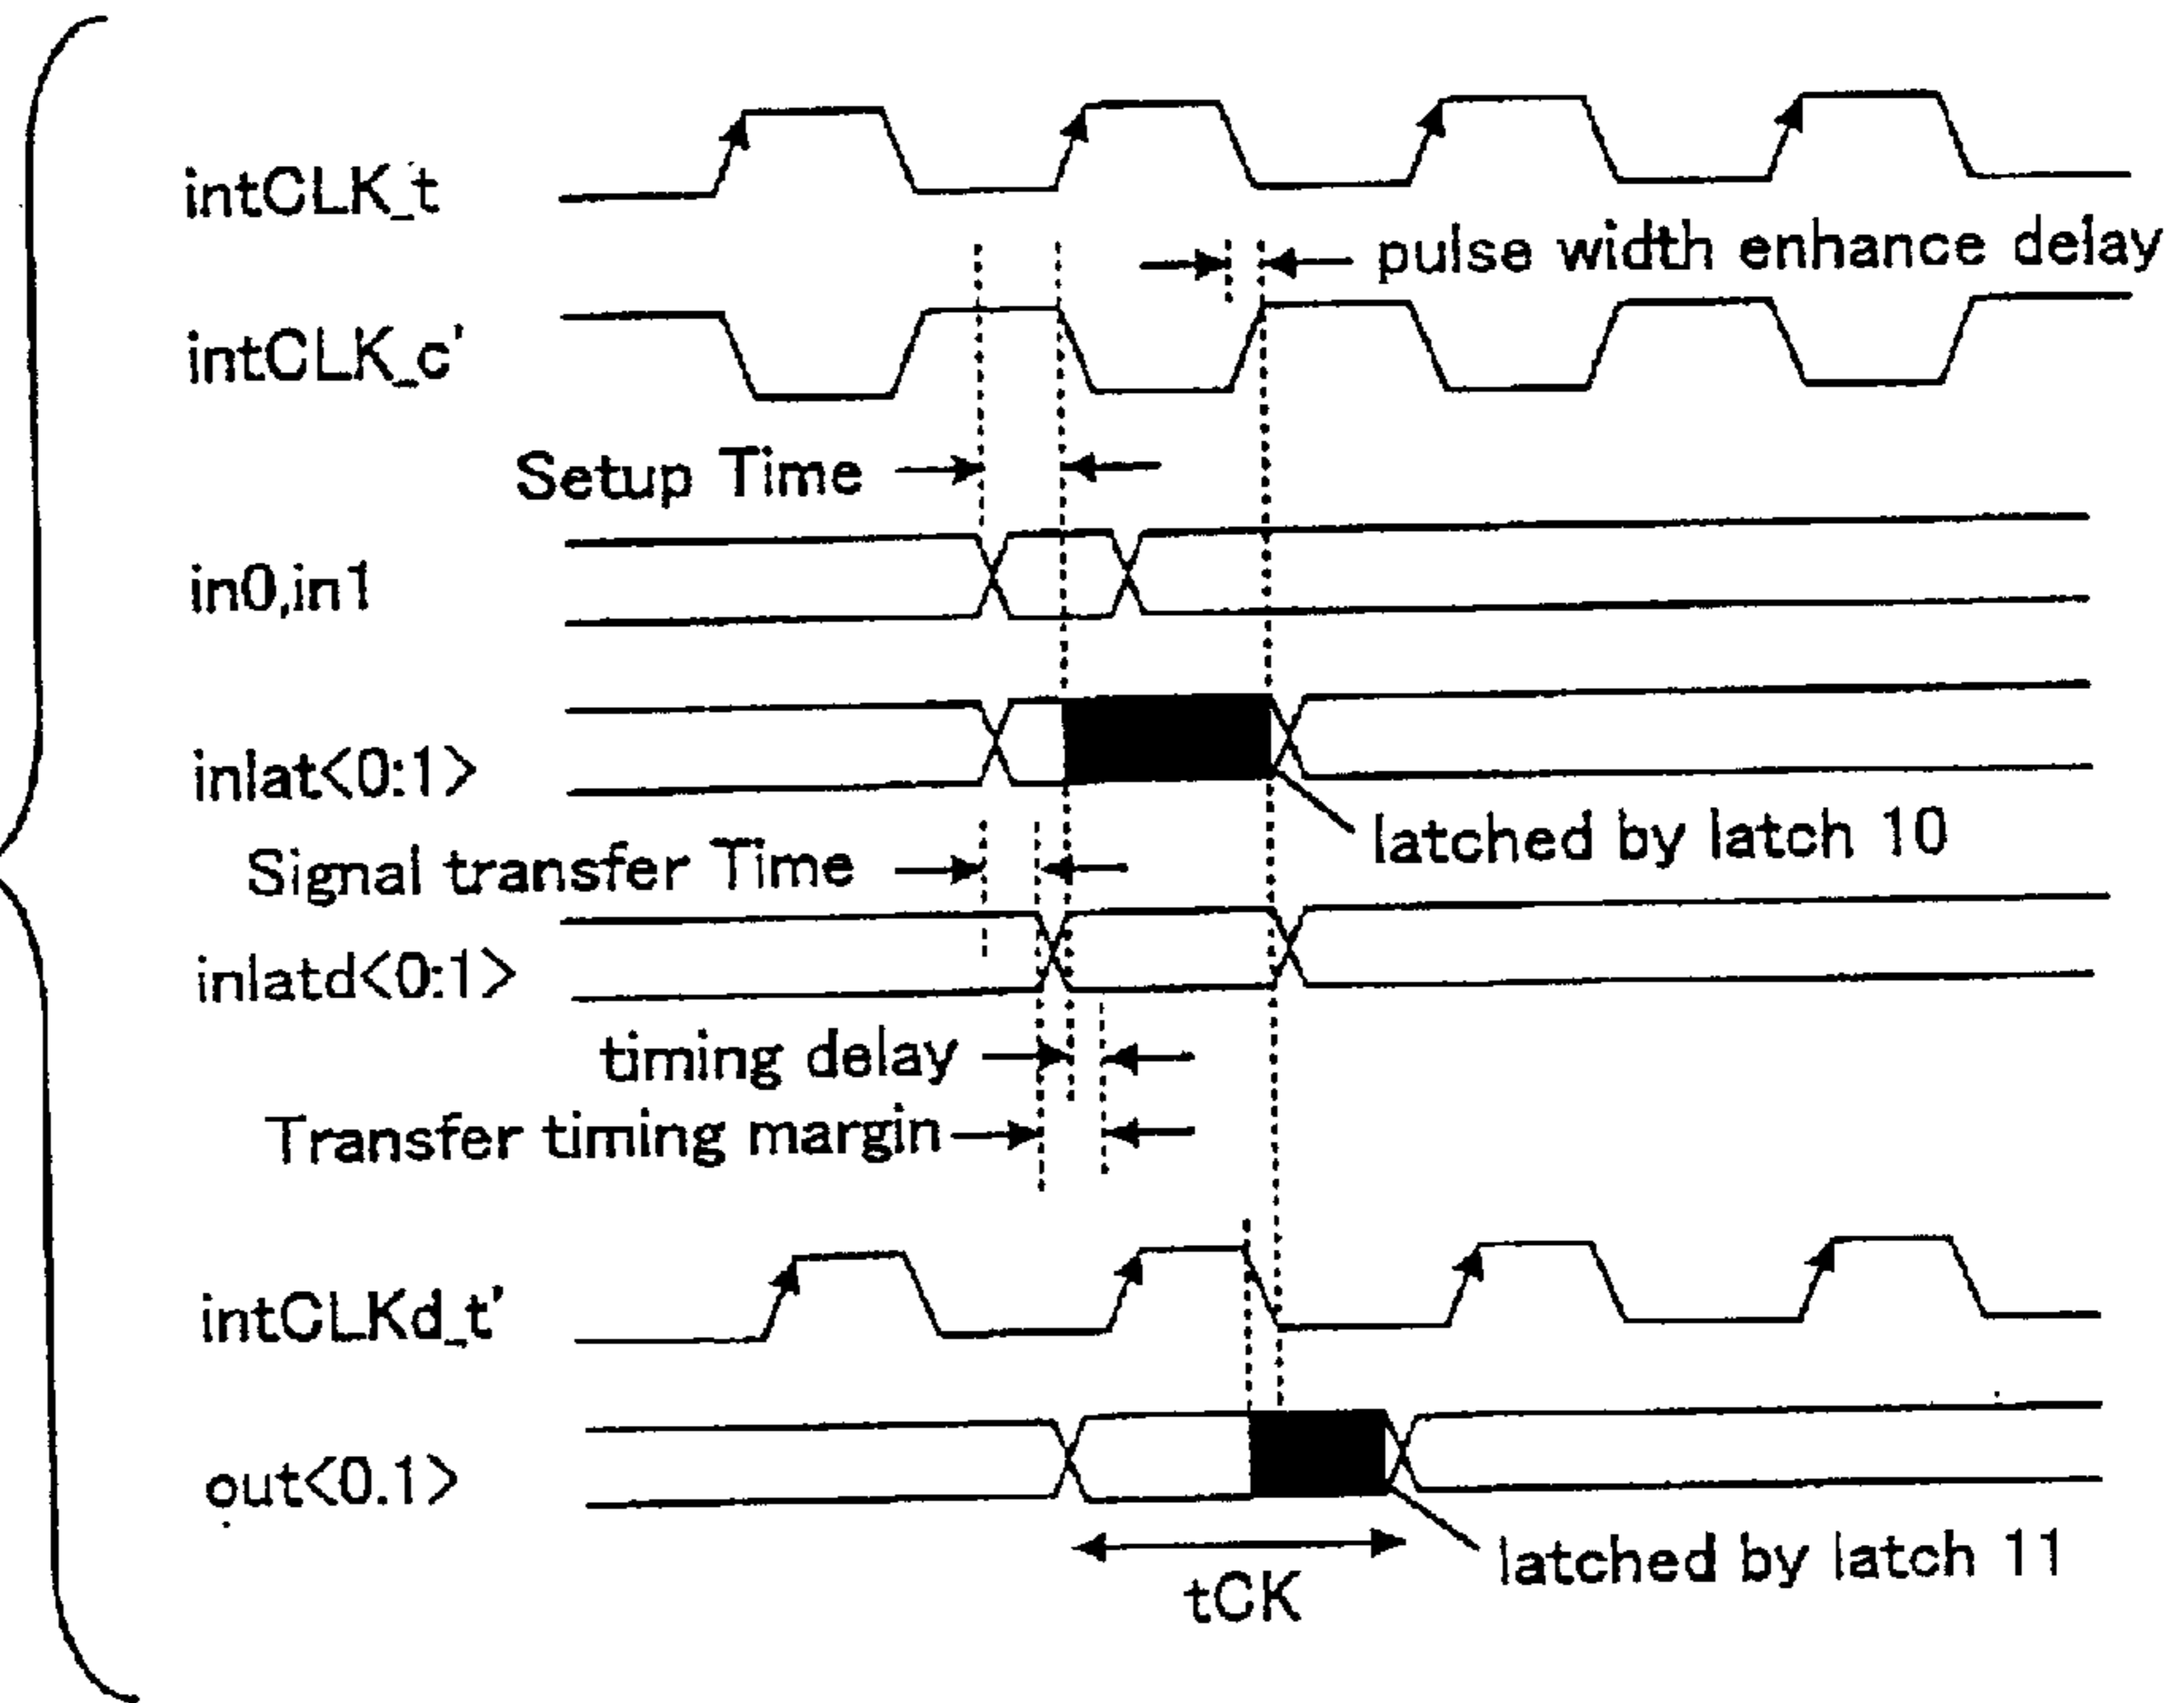 intCLK_t
pulse width enhance delay
intCLK_c'
Setup Time
in0,in1
inlat<0:1>
latched by latch 10
Signal transfer Time
inlatd<0:1>
timing delay
Transfer timing margin
intCLKd_t'
out<0.1>
latched by latch 11
tCK